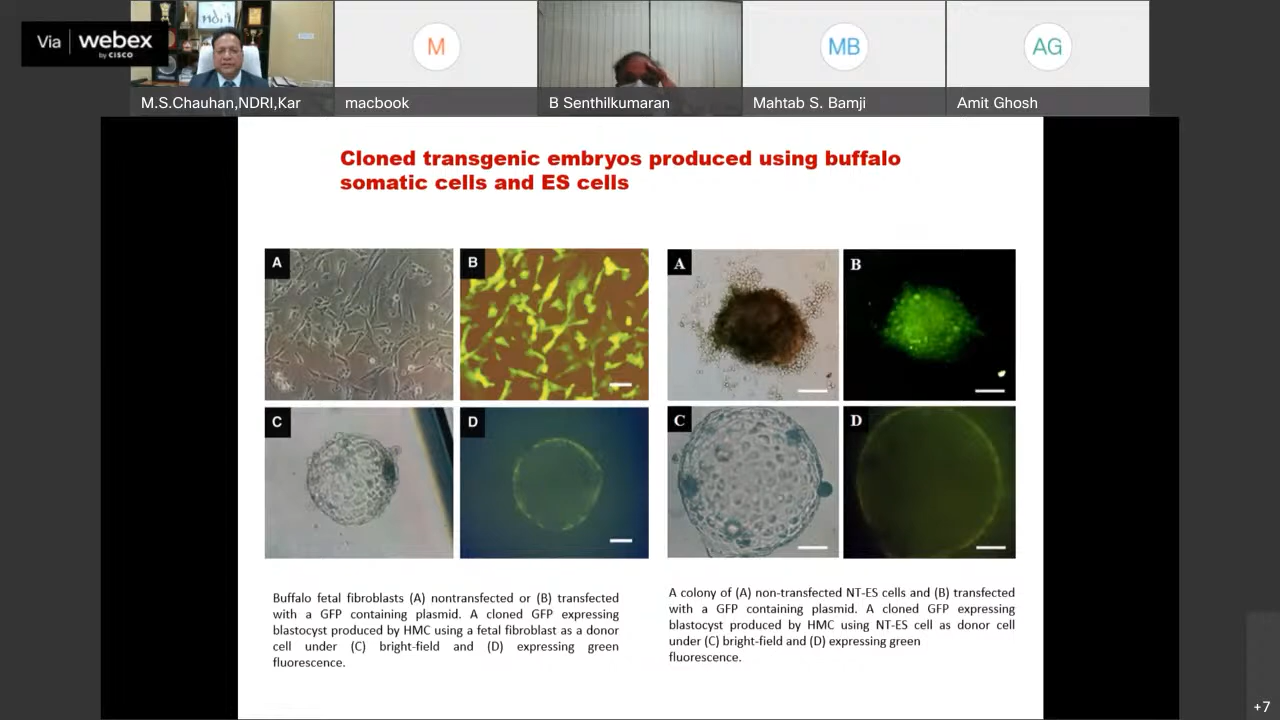 Via webex
by CISCO
M.S.Chauhan,NDRI,Kar
M
macbook
B Senthilkumaran
MB
Mahtab S. Bamji
AG
Amit Ghosh
Cloned transgenic embryos produced using buffalo
somatic cells and ES cells
A
B
A
B
C
D
C
D
Buffalo fetal fibroblasts (A) nontransfected or (B) transfected
with a GFP containing plasmid. A cloned GFP expressing
blastocyst produced by HMC using a fetal fibroblast as a donor
cell under (C) bright-field and (D) expressing green
fluorescence.
A colony of (A) non-transfected NT-ES cells and (B) transfected
with a GFP containing plasmid. A cloned GFP expressing
blastocyst produced by HMC using NT-ES cell as donor cell
under (C) bright-field and (D) expressing green
fluorescence.
+7